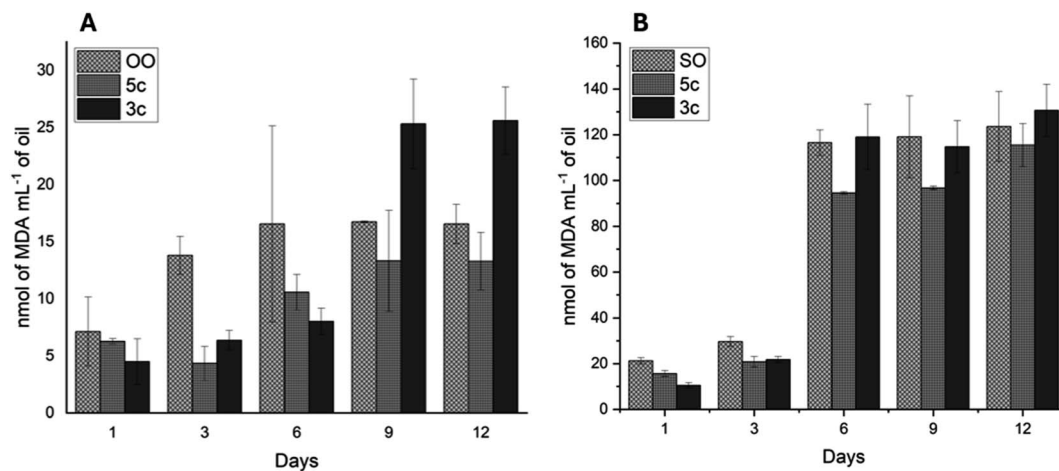 A
OO
5c
3c
30
25
20
15
10
5
0
nmol of MDA mL⁻¹ of oil
1 3 6 9 12
Days
B
SO
5c
3c
160
140
120
100
80
60
40
20
0
nmol of MDA mL⁻¹ of oil
1 3 6 9 12
Days